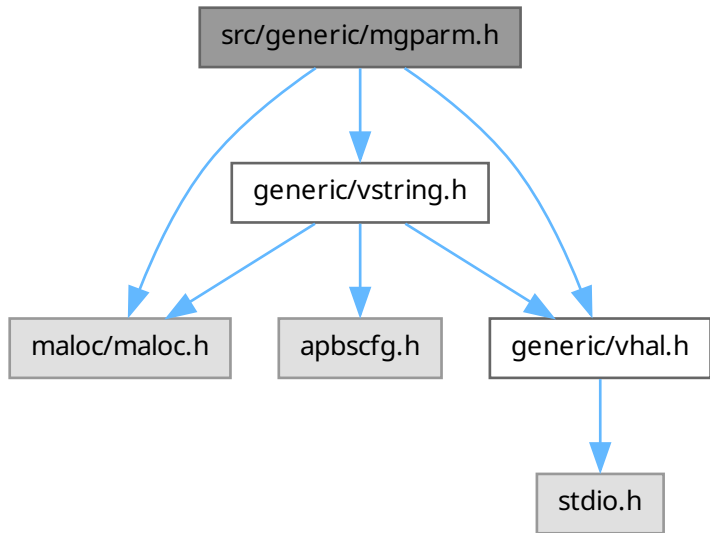 src/generic/mgparm.h
generic/vstring.h
maloc/maloc.h
apbscfg.h
generic/vhal.h
stdio.h